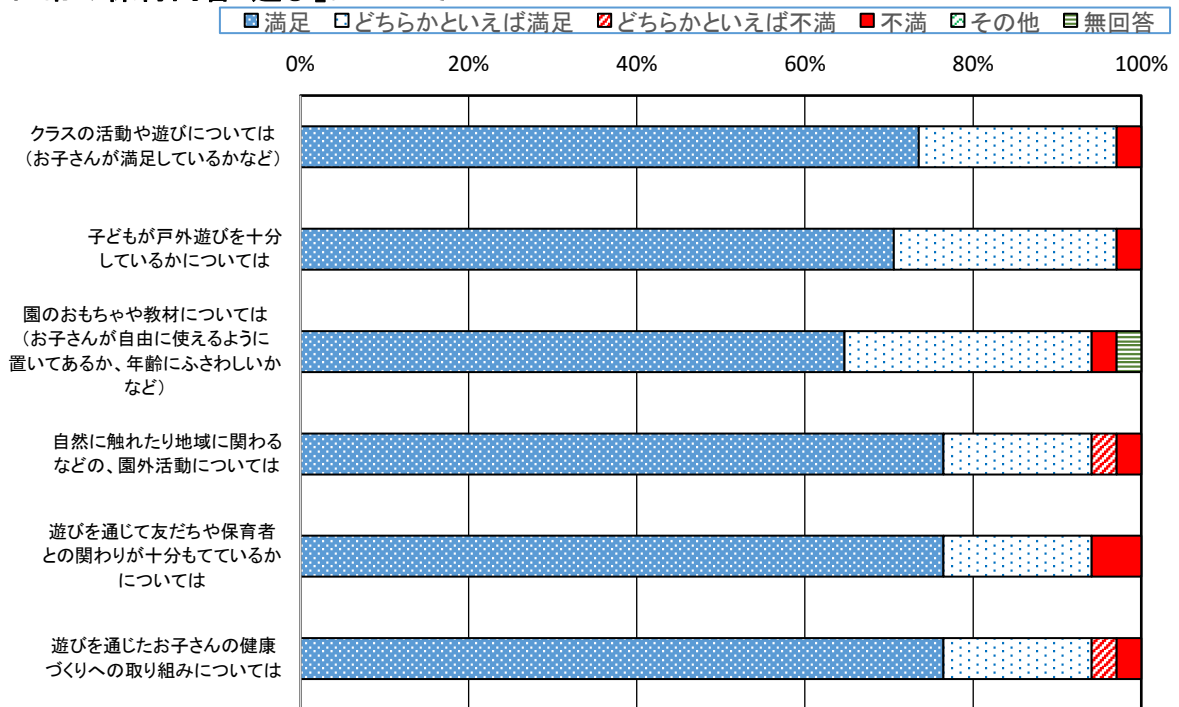 満足 どちらかといえば満足 どちらかといえば不満 不満 その他 無回答
0% 20% 40% 60% 80% 100%
クラスの活動や遊びについては
（お子さんが満足しているかなど）
子どもが戸外遊びを十分
しているかについては
園のおもちゃや教材については
（お子さんが自由に使えるように
置いてあるか、年齢にふさわしいか
など）
自然に触れたり地域に関わる
などの、園外活動については
遊びを通じて友だちや保育者
との関わりが十分もてているか
については
遊びを通じたお子さんの健康
づくりへの取り組みについては